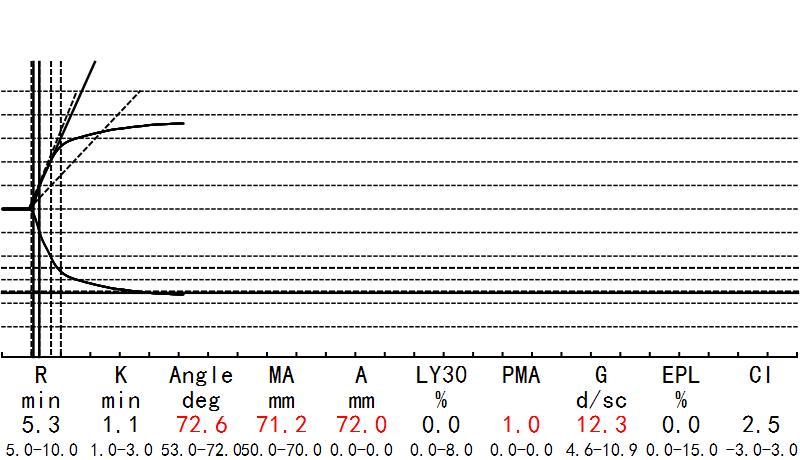 R K Angle MA A LY30 PMA G EPL CI
min min deg mm mm % d/sc %
5.3 1.1 72.6 71.2 72.0 0.0 1.0 12.3 0.0 2.5
5.0-10.0 1.0-3.0 53.0-72.050.0-70.0 0.0-0.0 0.0-8.0 0.0-0.0 4.6-10.9 0.0-15.0 -3.0-3.0